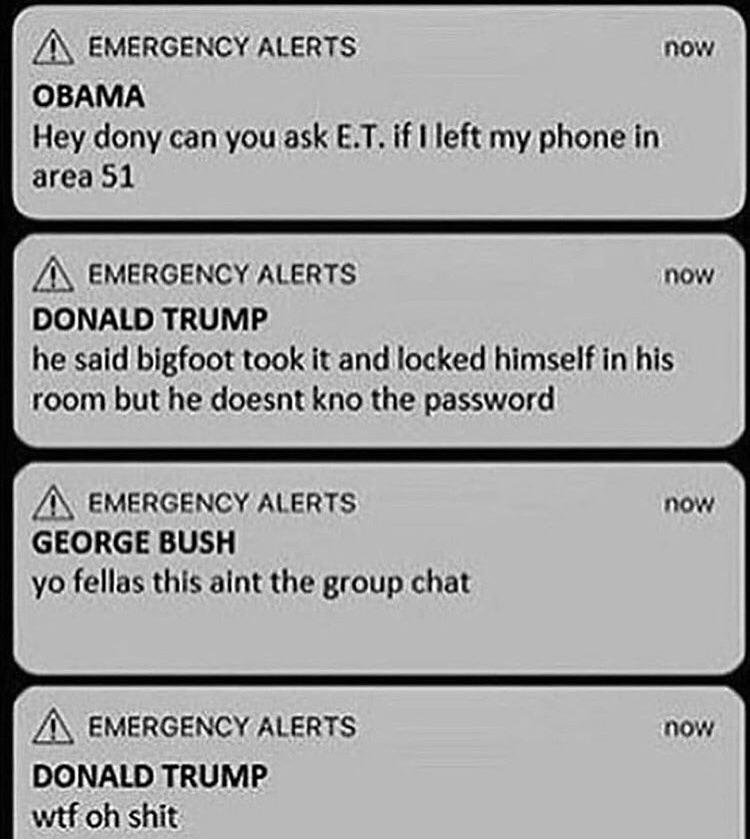 EMERGENCY ALERTS now
OBAMA
Hey dony can you ask E.T. if I left my phone in
area 51
EMERGENCY ALERTS now
DONALD TRUMP
he said bigfoot took it and locked himself in his
room but he doesnt kno the password
EMERGENCY ALERTS now
GEORGE BUSH
yo fellas this aint the group chat
EMERGENCY ALERTS now
DONALD TRUMP
wtf oh shit